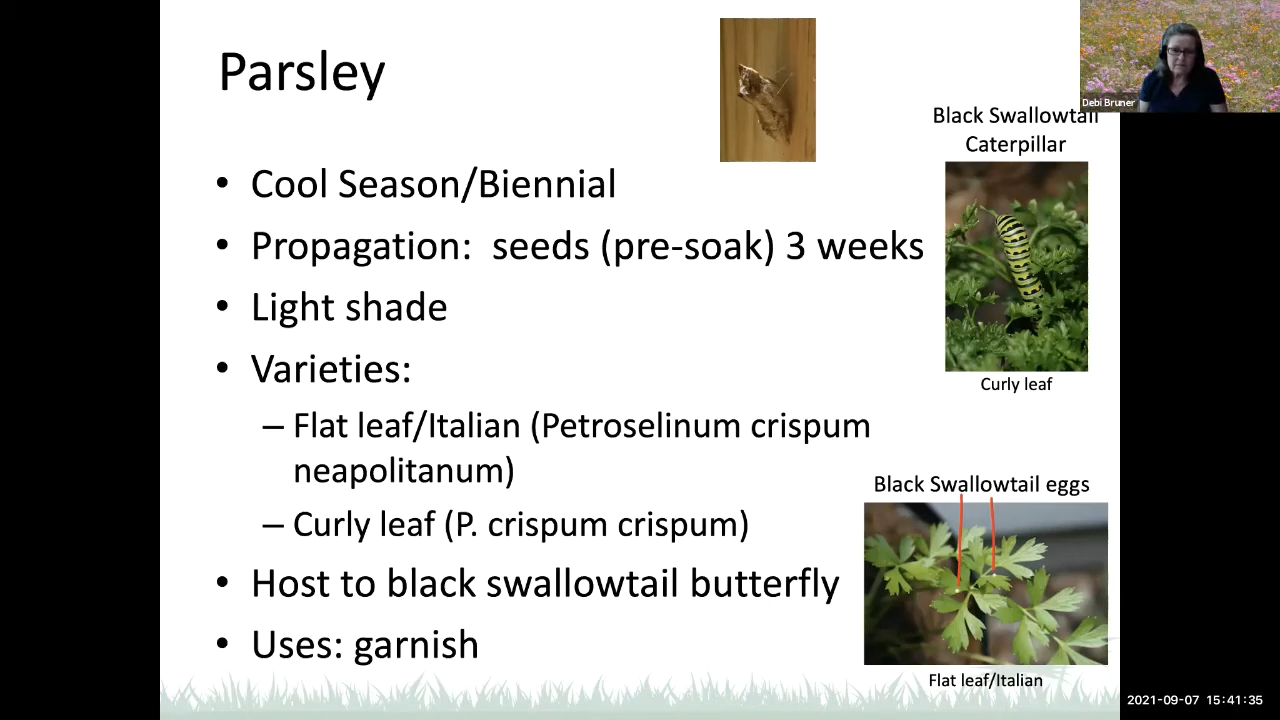 Parsley
Debi Bruner
Black Swallowtail
Caterpillar
• Cool Season/Biennial
• Propagation:  seeds (pre-soak) 3 weeks
• Light shade
• Varieties:
Curly leaf
– Flat leaf/Italian (Petroselinum crispum
neapolitanum)
– Curly leaf (P. crispum crispum)
Black Swallowtail eggs
• Host to black swallowtail butterfly
• Uses: garnish
Flat leaf/Italian
2021-09-07 15:41:35